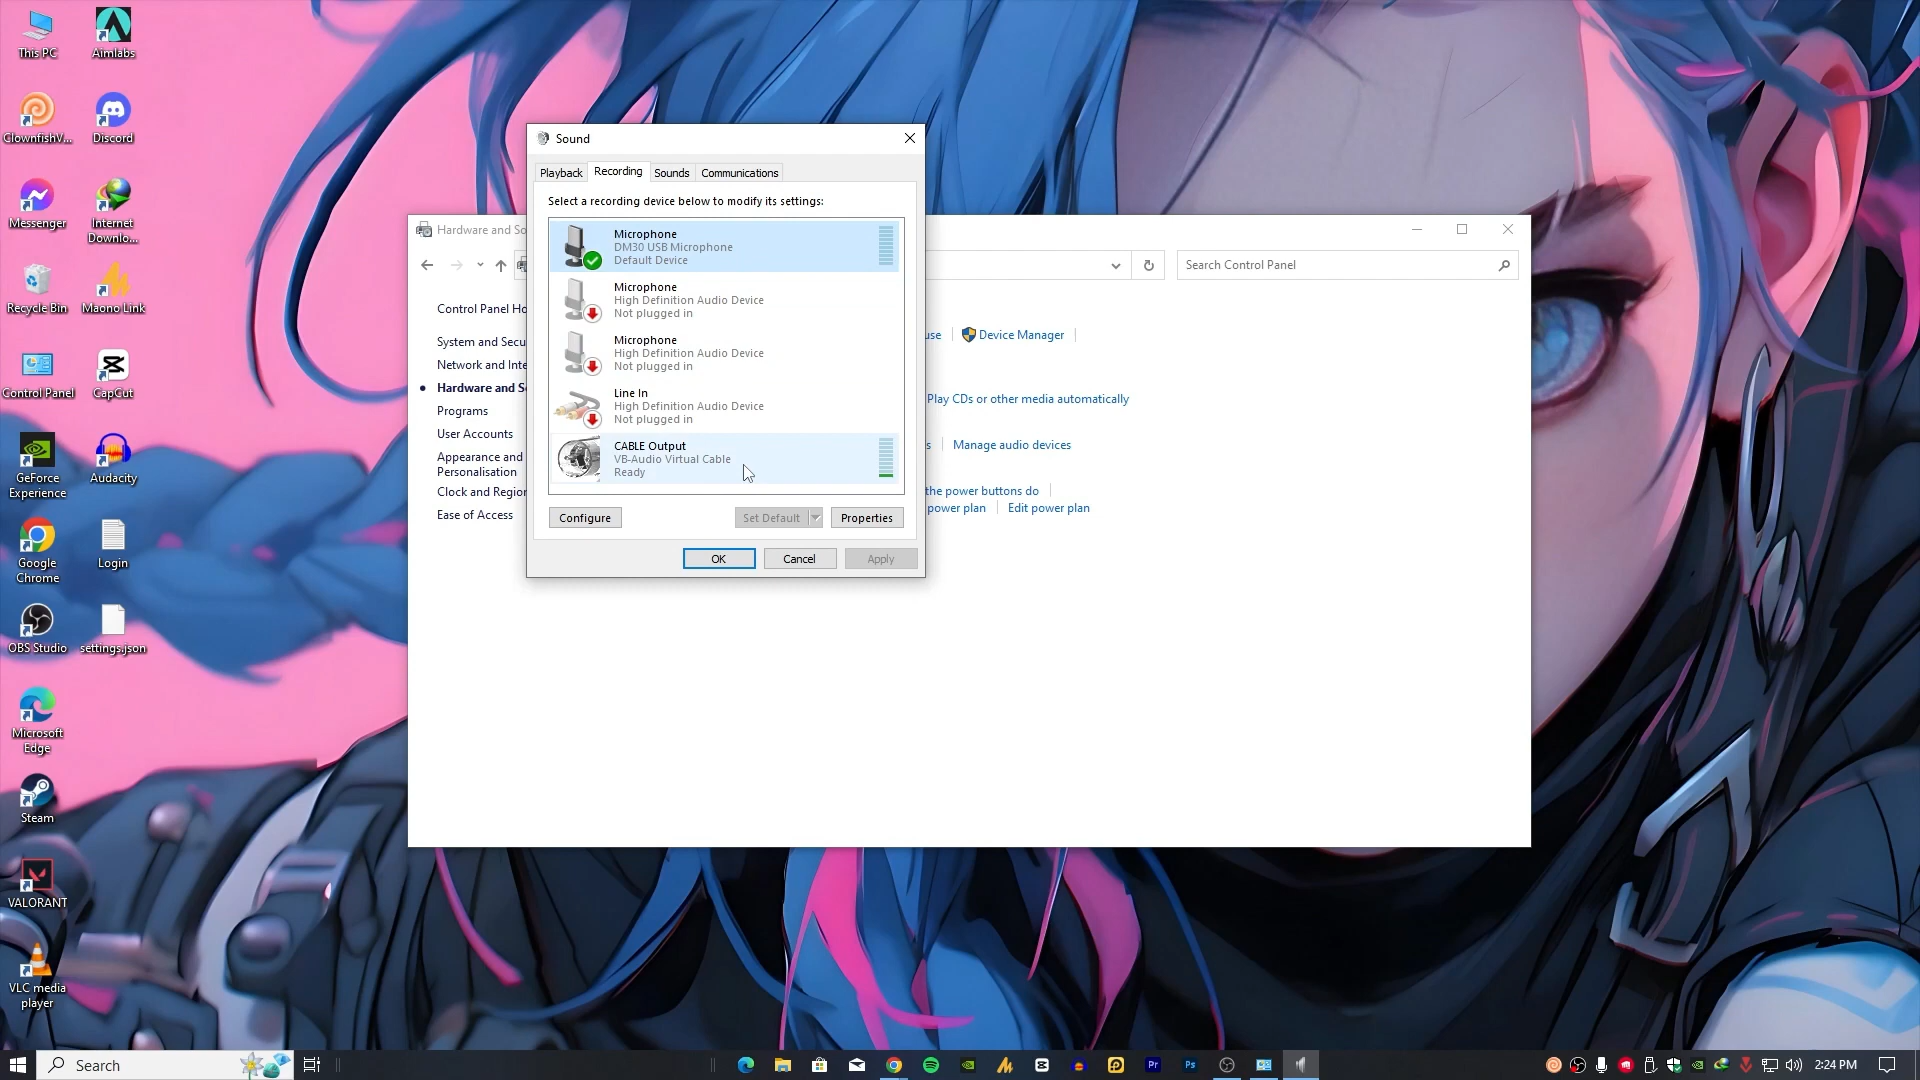 This PC
Aimlabs
ClownfishV...
Discord
Messenger
Internet
Downlo...
Recycle Bin
Maono Link
Control Panel
CapCut
GeForce
Experience
Audacity
Google
Chrome
Login
OBS Studio
settings.json
Microsoft
Edge
Steam
VALORANT
VLC media
player
Sound
Playback
Recording
Sounds
Communications
Select a recording device below to modify its settings:
Microphone
DM30 USB Microphone
Default Device
Microphone
High Definition Audio Device
Not plugged in
Microphone
High Definition Audio Device
Not plugged in
Line In
High Definition Audio Device
Not plugged in
CABLE Output
VB-Audio Virtual Cable
Ready
Configure
Set Default
Properties
OK
Cancel
Apply
Hardware and So
Search Control Panel
Control Panel Ho
System and Secu
Network and Inte
Hardware and So
Programs
User Accounts
Appearance and
Personalisation
Clock and Region
Ease of Access
use
Device Manager
Play CDs or other media automatically
s
Manage audio devices
the power buttons do
power plan
Edit power plan
Search
Pr
Ps
2:24 PM